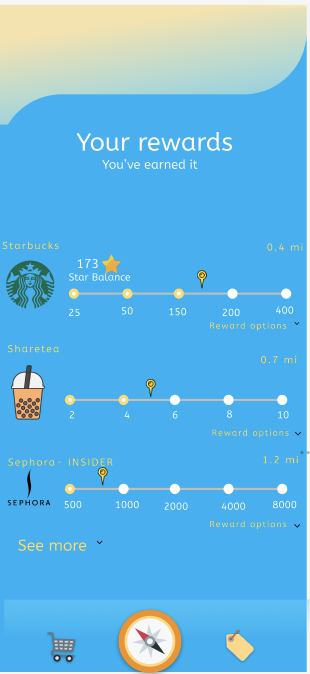 Your rewards
You've earned it
Starbucks
0.4 mi
173
Star Balance
25 50 150 200 400
Reward options
Sharetea
0.7 mi
2 4 6 8 10
Reward options
Sephora- INSIDER
1.2 mi
SEPHORA
500 1000 2000 4000 8000
Reward options
See more